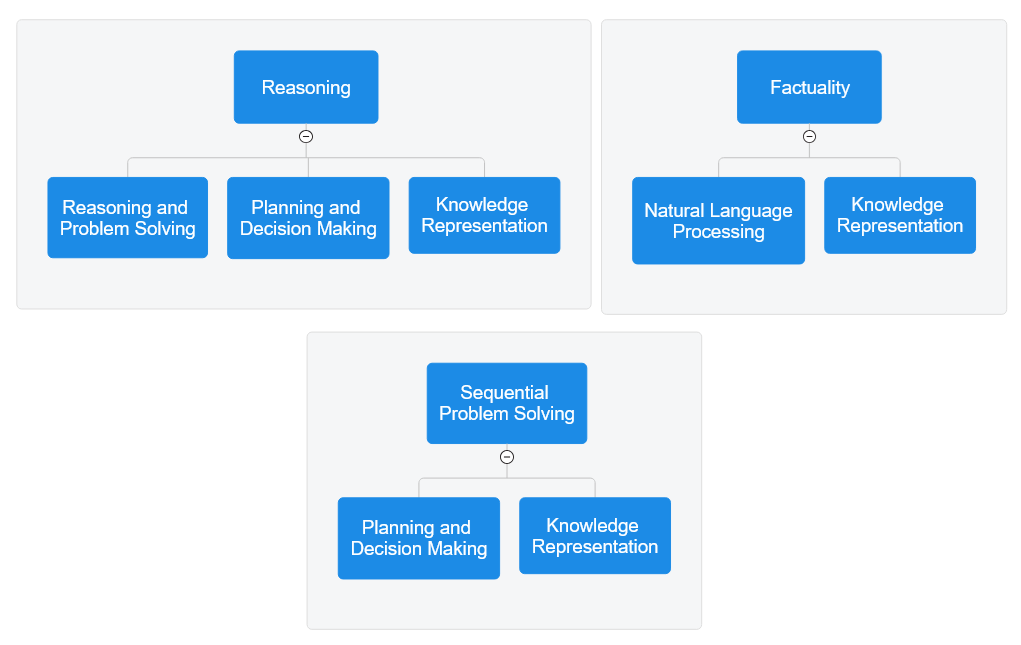 Reasoning
Reasoning and
Problem Solving
Planning and
Decision Making
Knowledge
Representation
Factuality
Natural Language
Processing
Knowledge
Representation
Sequential
Problem Solving
Planning and
Decision Making
Knowledge
Representation